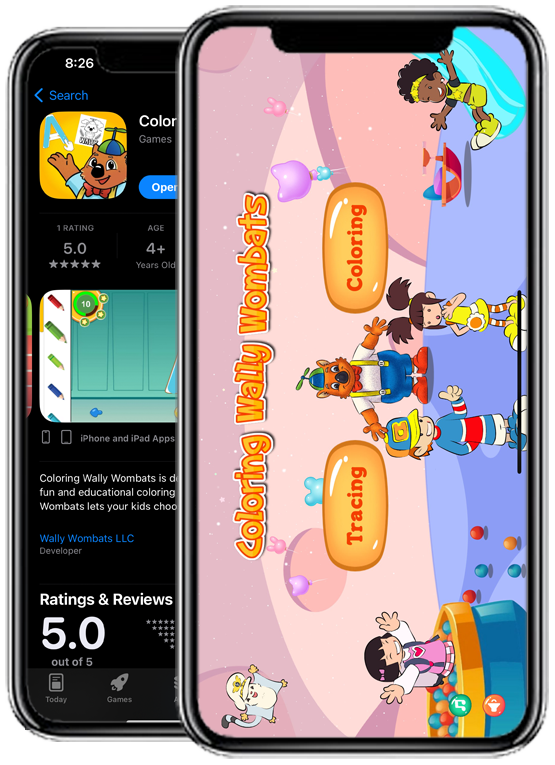 8:26
Search
A
Color
Games
Open
1 RATING
AGE
5.0
4+
★★★★★
Years Old
10
iPhone and iPad Apps
Coloring Wally Wombats is de
fun and educational coloring
Wombats lets your kids choo
Wally Wombats LLC
Developer
Ratings & Reviews
5.0
out of 5
Today
Games
Coloring Wally Wombats
Coloring
Tracing